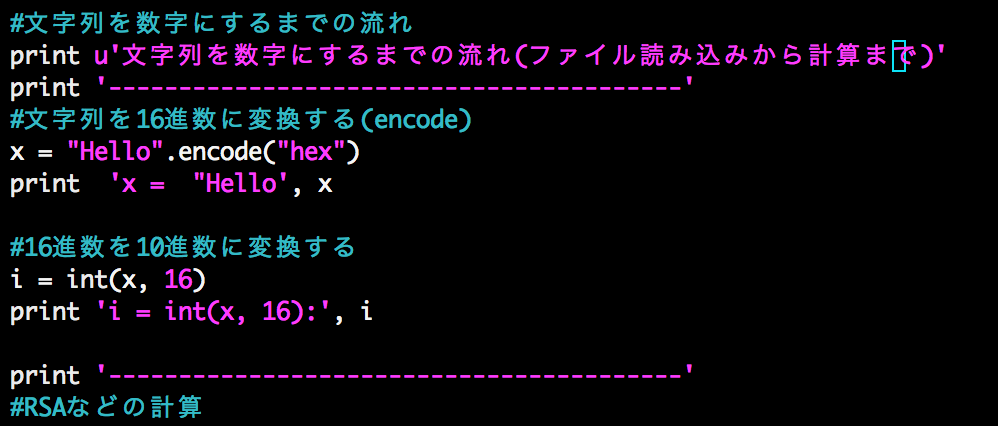 #文字列を数字にするまでの流れ
print u'文字列を数字にするまでの流れ(ファイル読み込みから計算まで)'
print '------------------------------------------'
#文字列を16進数に変換する(encode)
x = "Hello".encode("hex")
print  'x =  "Hello', x
#16進数を10進数に変換する
i = int(x, 16)
print 'i = int(x, 16):', i
print '------------------------------------------'
#RSAなどの計算